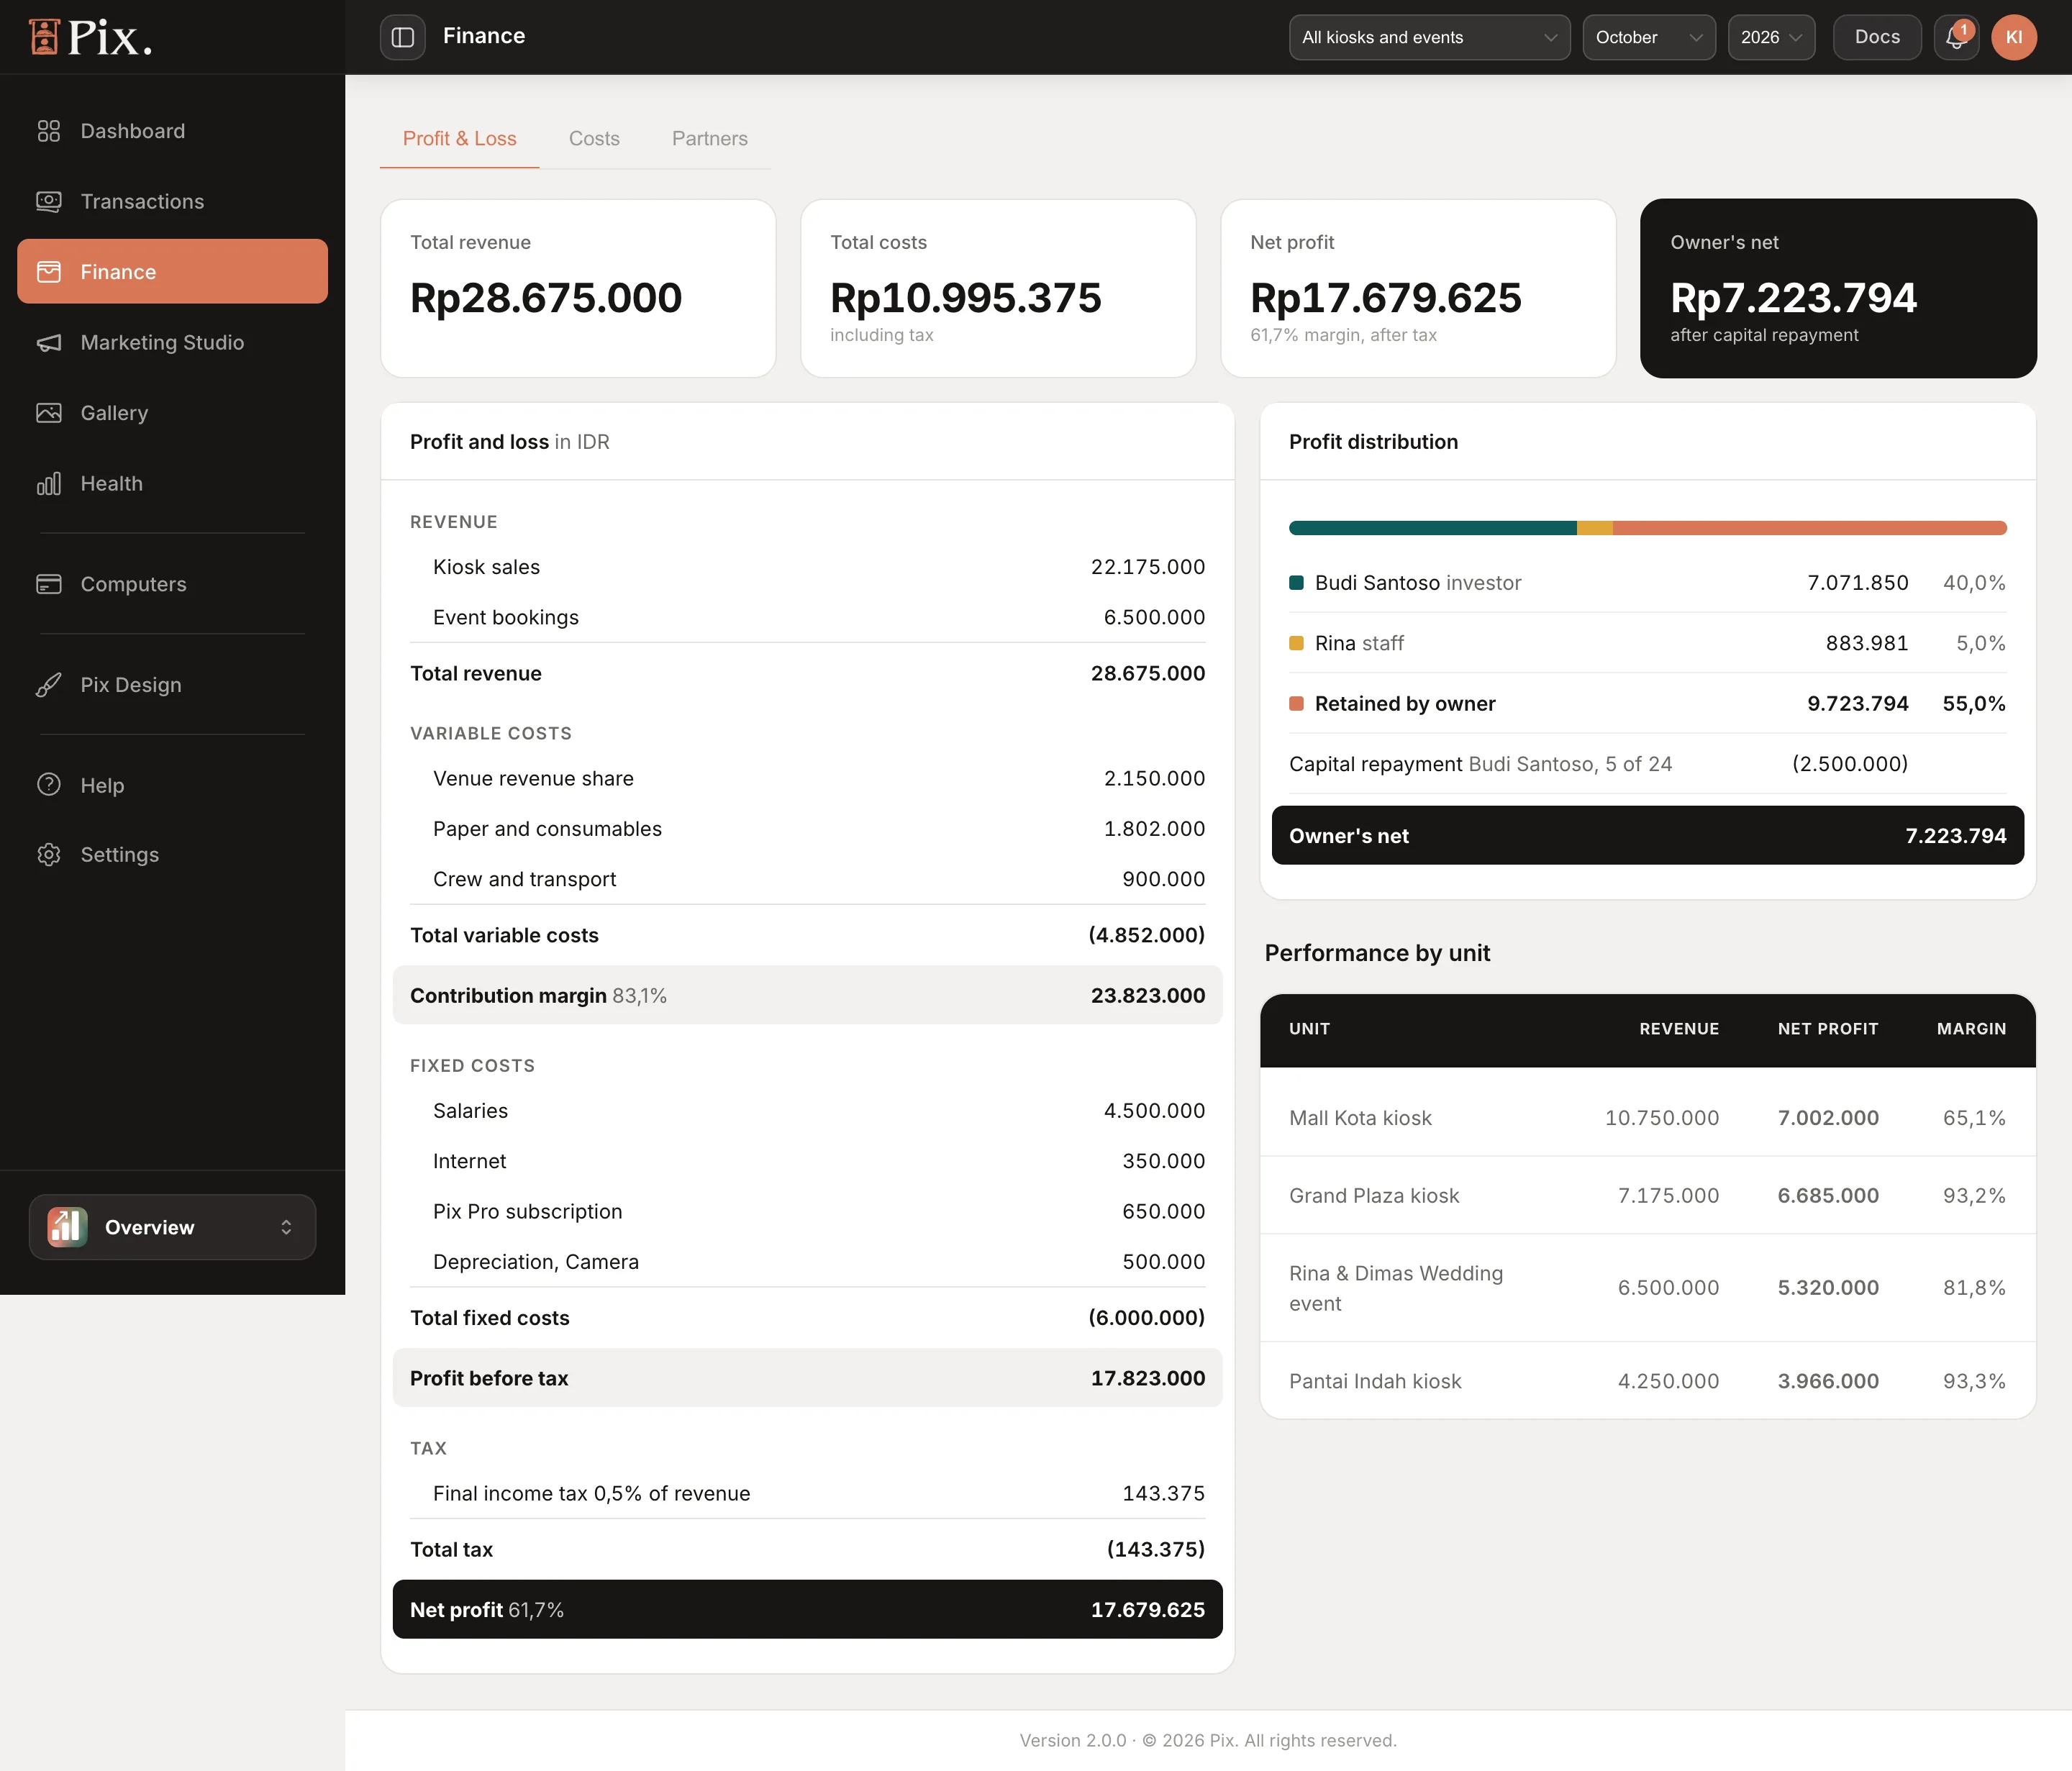 Pix.
Finance
All kiosks and events
October
2026
Docs
1
KI
Dashboard
Transactions
Finance
Marketing Studio
Gallery
Health
Computers
Pix Design
Help
Settings
Overview
Profit & Loss
Costs
Partners
Total revenue
Rp28.675.000
Total costs
Rp10.995.375
including tax
Net profit
Rp17.679.625
61,7% margin, after tax
Owner's net
Rp7.223.794
after capital repayment
Profit and loss in IDR
REVENUE
Kiosk sales 22.175.000
Event bookings 6.500.000
Total revenue 28.675.000
VARIABLE COSTS
Venue revenue share 2.150.000
Paper and consumables 1.802.000
Crew and transport 900.000
Total variable costs (4.852.000)
Contribution margin 83,1% 23.823.000
FIXED COSTS
Salaries 4.500.000
Internet 350.000
Pix Pro subscription 650.000
Depreciation, Camera 500.000
Total fixed costs (6.000.000)
Profit before tax 17.823.000
TAX
Final income tax 0,5% of revenue 143.375
Total tax (143.375)
Net profit 61,7% 17.679.625
Profit distribution
Budi Santoso investor 7.071.850 40,0%
Rina staff 883.981 5,0%
Retained by owner 9.723.794 55,0%
Capital repayment Budi Santoso, 5 of 24 (2.500.000)
Owner's net 7.223.794
Performance by unit
UNIT REVENUE NET PROFIT MARGIN
Mall Kota kiosk 10.750.000 7.002.000 65,1%
Grand Plaza kiosk 7.175.000 6.685.000 93,2%
Rina & Dimas Wedding
event 6.500.000 5.320.000 81,8%
Pantai Indah kiosk 4.250.000 3.966.000 93,3%
Version 2.0.0 · © 2026 Pix. All rights reserved.